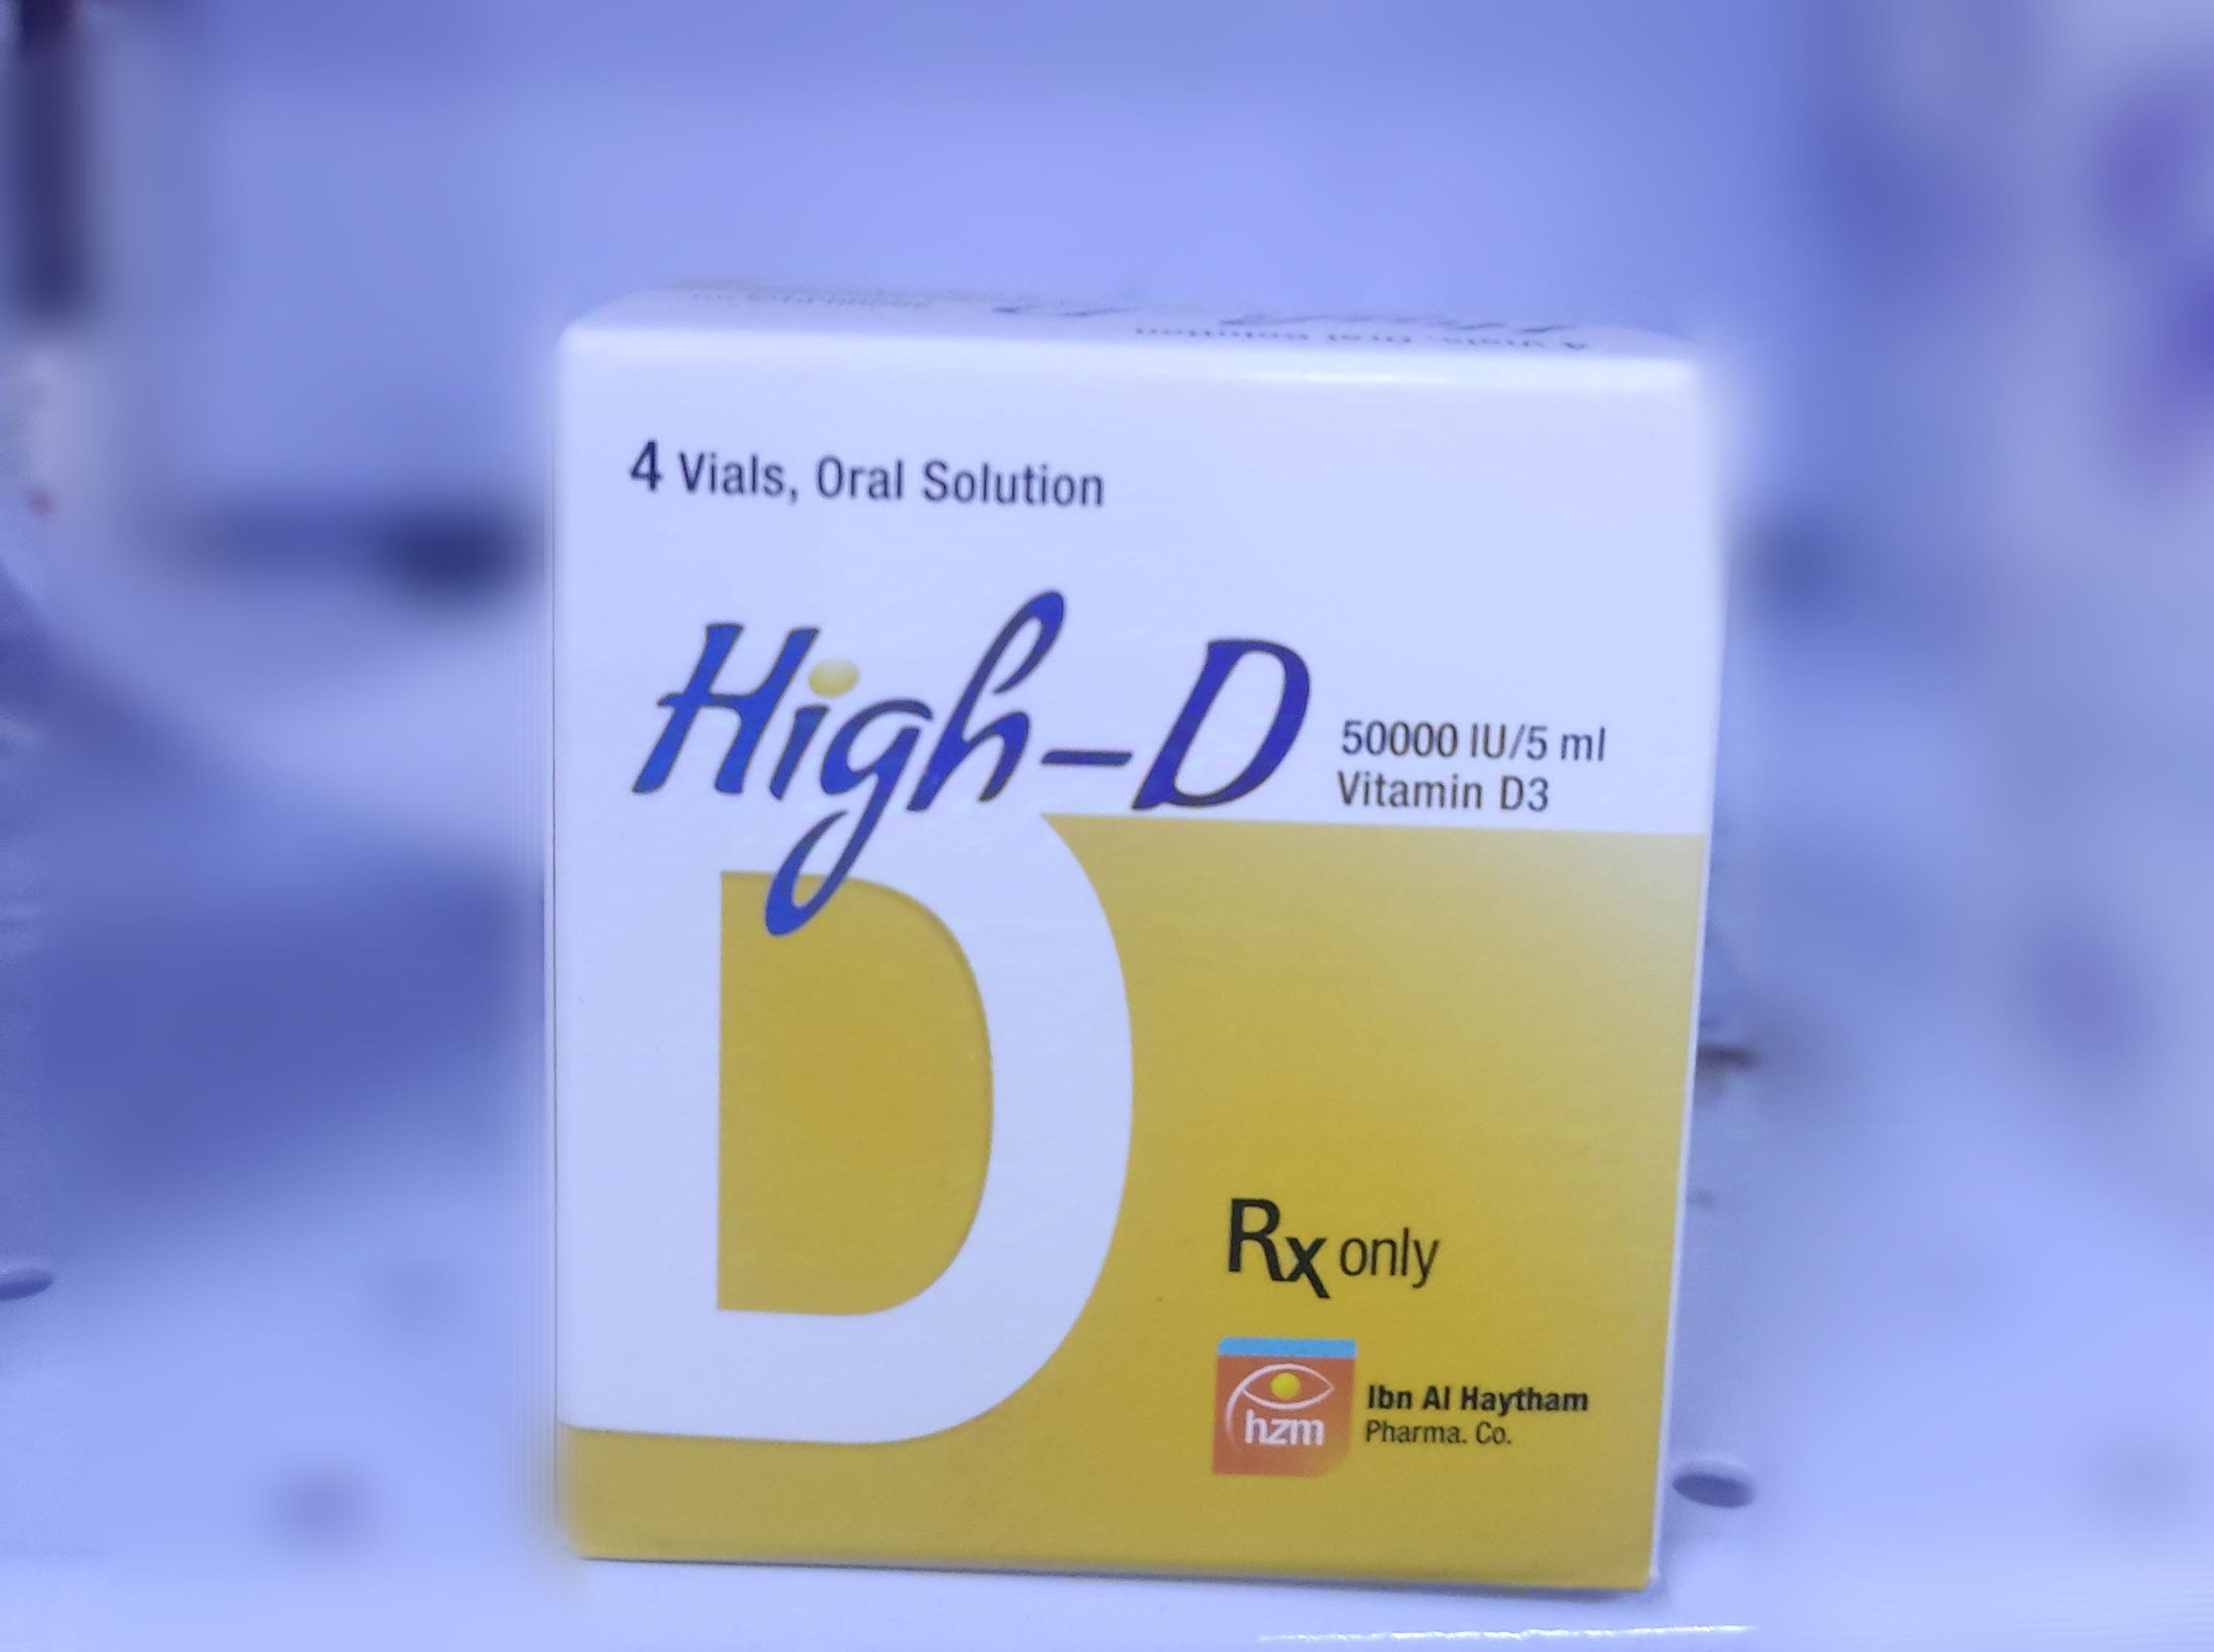 4 Vials, Oral Solution
High-D
50000 IU/5 ml
Vitamin D3
Rx only
hzm
Ibn Al Haytham
Pharma. Co.